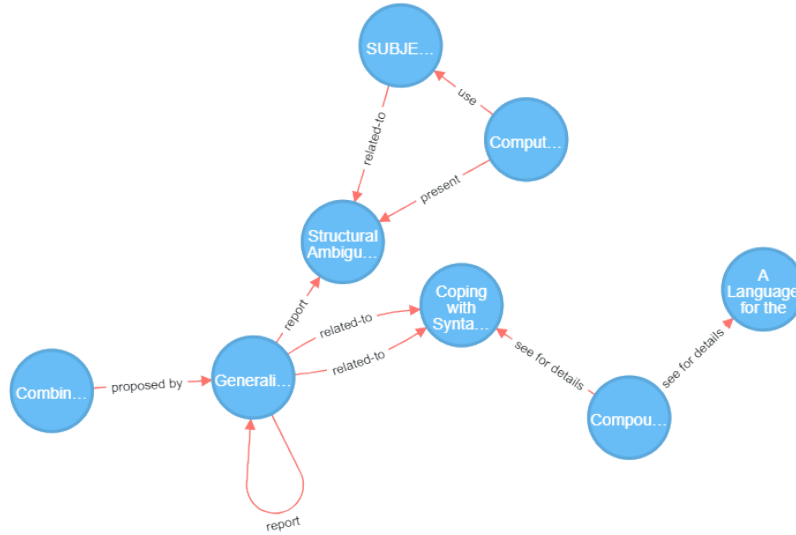 SUBJE…
use
Comput…
related-to
present
Structural
Ambigu…
A
Language
for the
Coping
with
Synta…
report
related-to
related-to
see for details
see for details
Combin…
proposed by
Generali…
Compou…
report